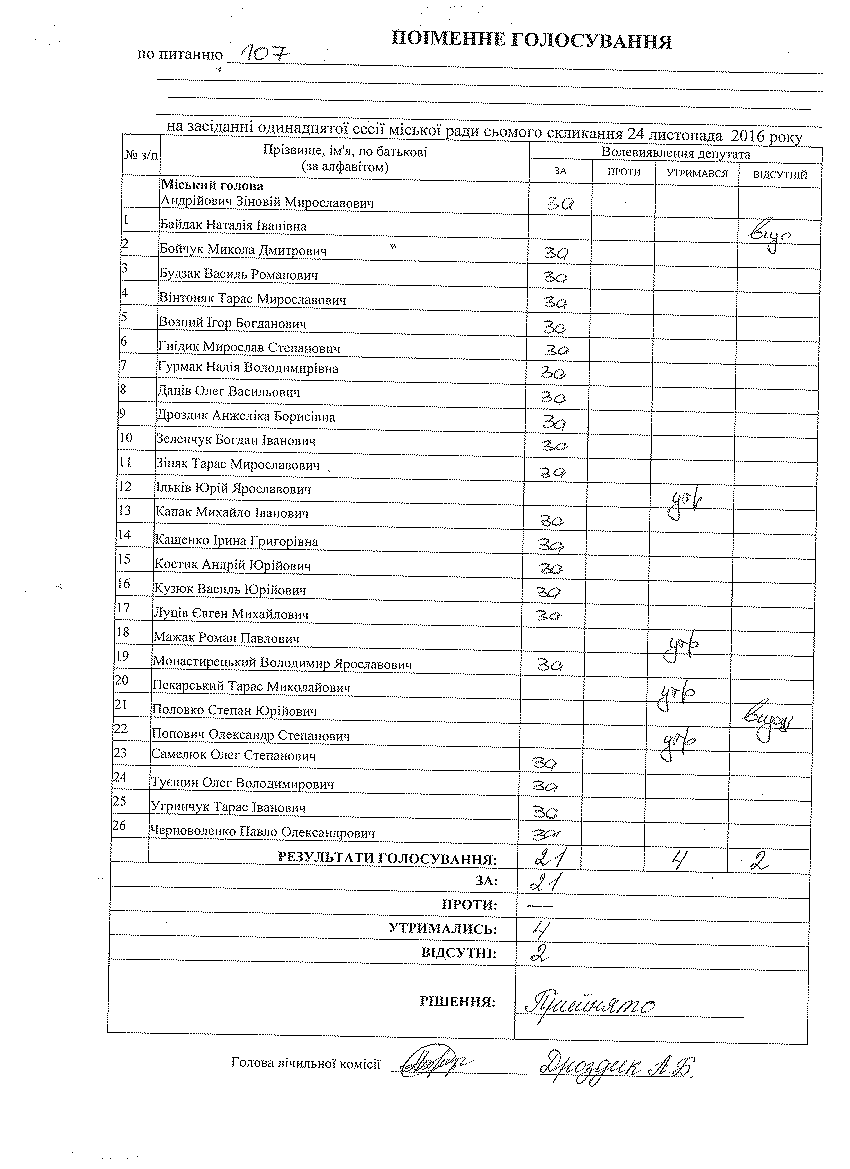 ПОІМЕННЕ ГОЛОСУВАННЯ
по питанню 107
на засіданні одинадцятої сесії міської ради сьомого скликання 24 листопада 2016 року
№ з/п Прізвище, ім'я, по батькові (за алфавітом) Волевиявлення депутата
ЗА ПРОТИ УТРИМАВСЯ ВІДСУТНІЙ
Міський голова
Андрійович Зіновій Мирославович за
1 Байдак Наталія Іванівна відс
2 Бойчук Микола Дмитрович за
3 Будзак Василь Романович за
4 Вінтоняк Тарас Мирославович за
5 Возний Ігор Богданович за
6 Гнідик Мирослав Степанович за
7 Гурмак Надія Володимирівна за
8 Даців Олег Васильович за
9 Дроздик Анжеліка Борисівна за
10 Зеленчук Богдан Іванович за
11 Зіняк Тарас Мирославович за
12 Ільків Юрій Ярославович утр
13 Капак Михайло Іванович за
14 Кащенко Ірина Григорівна за
15 Костик Андрій Юрійович за
16 Кузюк Василь Юрійович за
17 Луців Євген Михайлович за
18 Мажак Роман Павлович утр
19 Монастирецький Володимир Ярославович за
20 Пекарський Тарас Миколайович утр
21 Половко Степан Юрійович
22 Попович Олександр Степанович утр
23 Самелюк Олег Степанович за
24 Туєшин Олег Володимирович за
25 Угринчук Тарас Іванович за
26 Черноволенко Павло Олександрович за
РЕЗУЛЬТАТИ ГОЛОСУВАННЯ: 21 4 2
ЗА: 21
ПРОТИ: —
УТРИМАЛИСЬ: 4
ВІДСУТНІ: 2
РІШЕННЯ: Прийнято
Голова лічильної комісії Дроздик А.Б.